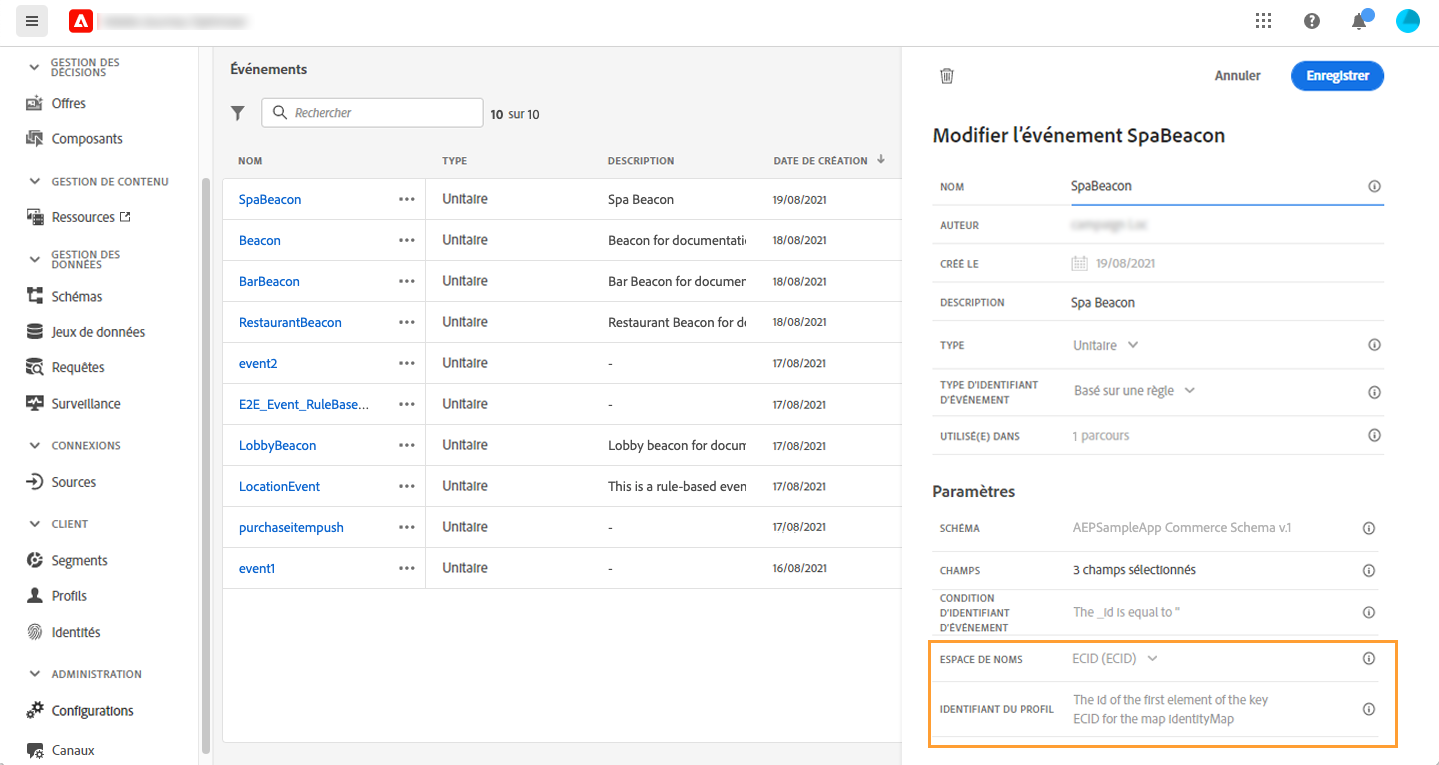 GESTION DES
DÉCISIONS
Offres
Composants
GESTION DE CONTENU
Ressources
GESTION DES
DONNÉES
Schémas
Jeux de données
Requêtes
Surveillance
CONNEXIONS
Sources
CLIENT
Segments
Profils
Identités
ADMINISTRATION
Configurations
Canaux
Événements
Rechercher
10 sur 10
NOM TYPE DESCRIPTION DATE DE CRÉATION
SpaBeacon Unitaire Spa Beacon 19/08/2021
Beacon Unitaire Beacon for documentati 18/08/2021
BarBeacon Unitaire Bar Beacon for documer 18/08/2021
RestaurantBeacon Unitaire Restaurant Beacon for d 18/08/2021
event2 Unitaire - 17/08/2021
E2E_Event_RuleBase... Unitaire - 17/08/2021
LobbyBeacon Unitaire Lobby beacon for docum 17/08/2021
LocationEvent Unitaire This is a rule-based even 17/08/2021
purchaseitempush Unitaire - 17/08/2021
event1 Unitaire - 16/08/2021
Annuler Enregistrer
Modifier l'événement SpaBeacon
NOM SpaBeacon
AUTEUR
CRÉÉ LE 19/08/2021
DESCRIPTION Spa Beacon
TYPE Unitaire
TYPE D'IDENTIFIANT
D'ÉVÉNEMENT
Basé sur une règle
UTILISÉ(E) DANS 1 parcours
Paramètres
SCHÉMA AEPSampleApp Commerce Schema v.1
CHAMPS 3 champs sélectionnés
CONDITION
D'IDENTIFIANT
D'ÉVÉNEMENT
The _id is equal to "
ESPACE DE NOMS ECID (ECID)
IDENTIFIANT DU PROFIL
The id of the first element of the key
ECID for the map identityMap